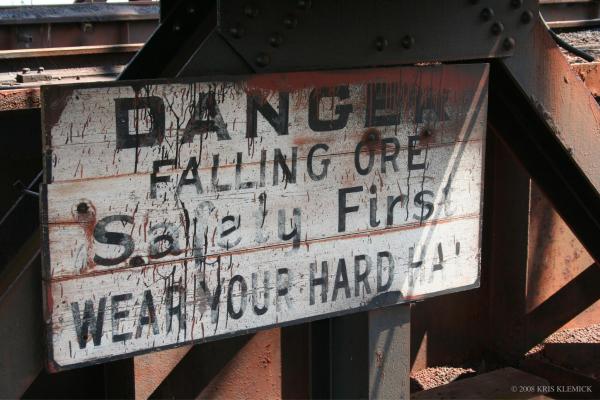 DANGER
FALLING ORE
Safety First
WEAR YOUR HARD HAT
© 2008 KRIS KLEMICK